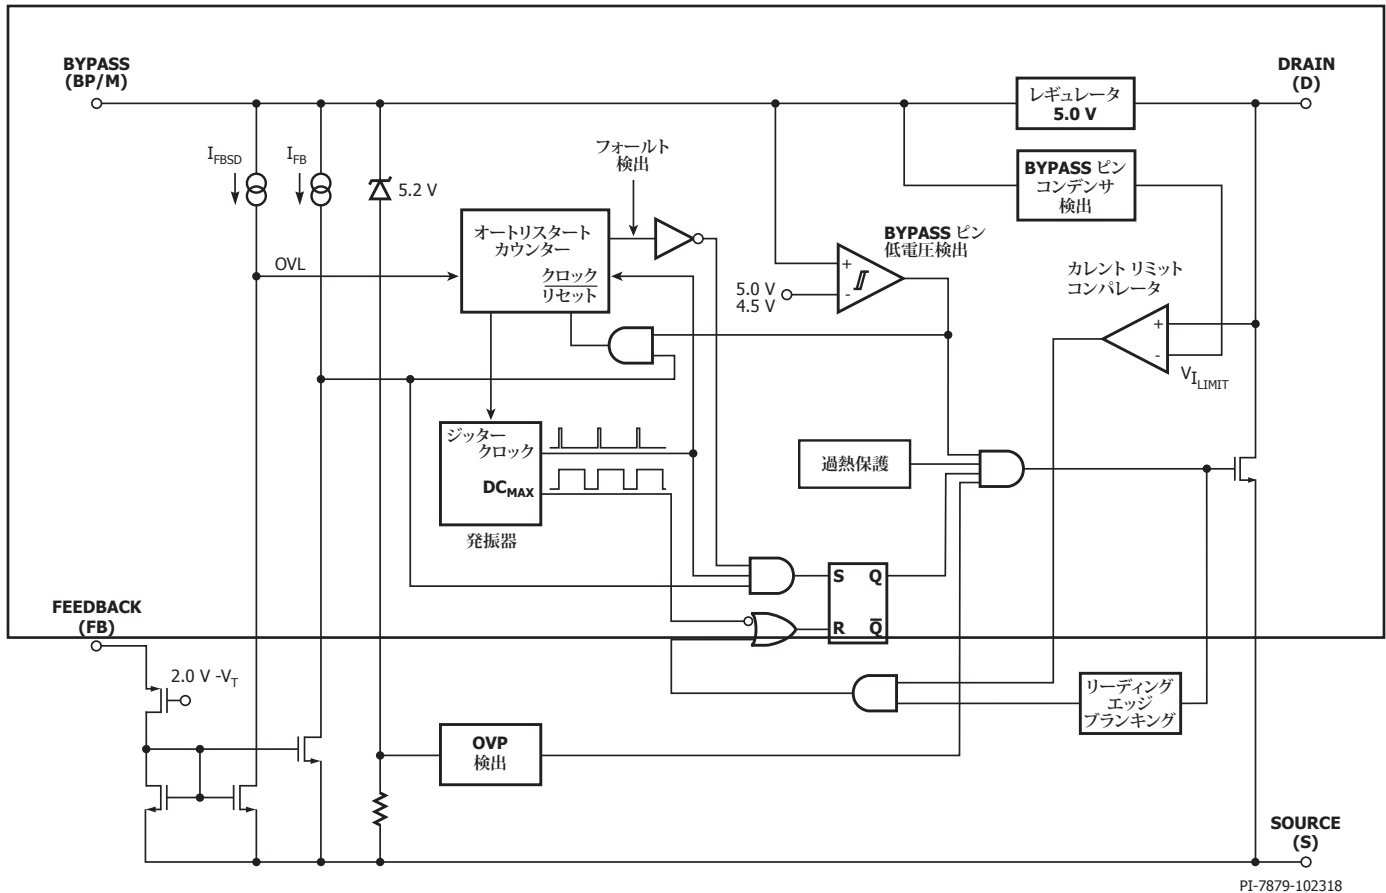 BYPASS
(BP/M)
DRAIN
(D)
レギュレータ
5.0 V
I_FBSD
I_FB
フォールト
検出
5.2 V
BYPASS ピン
コンデンサ
検出
オートリスタート
カウンター
クロック
リセット
BYPASS ピン
低電圧検出
+
-
5.0 V
4.5 V
OVL
カレント リミット
コンパレータ
+
-
V_I_LIMIT
ジッター
クロック
DC_MAX
発振器
過熱保護
S Q
R Q̅
FEEDBACK
(FB)
2.0 V -V_T
リーディング
エッジ
ブランキング
OVP
検出
SOURCE
(S)
PI-7879-102318